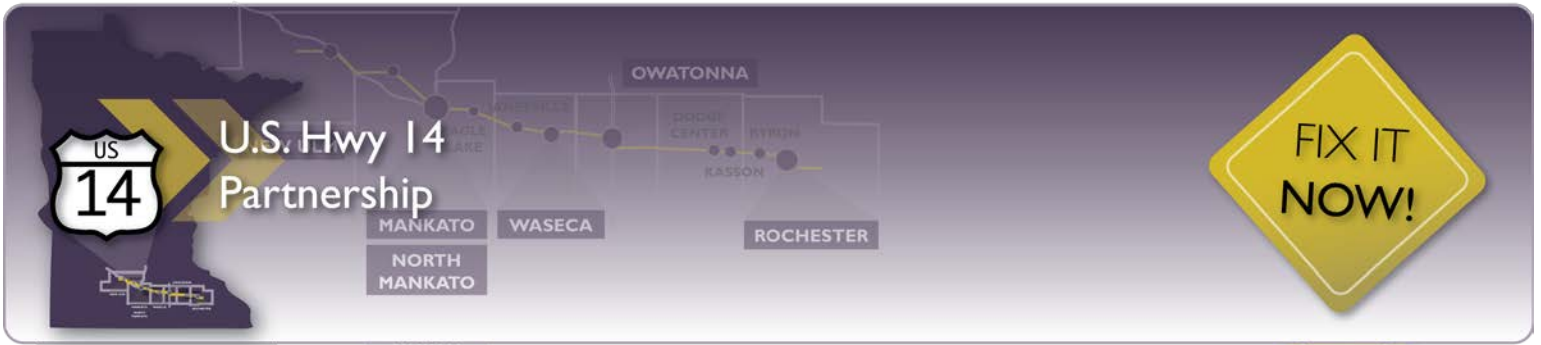 US
14
U.S. Hwy 14
Partnership
OWATONNA
DODGE
CENTER
BYRON
KASSON
MANKATO
NORTH
MANKATO
WASECA
ROCHESTER
FIX IT
NOW!